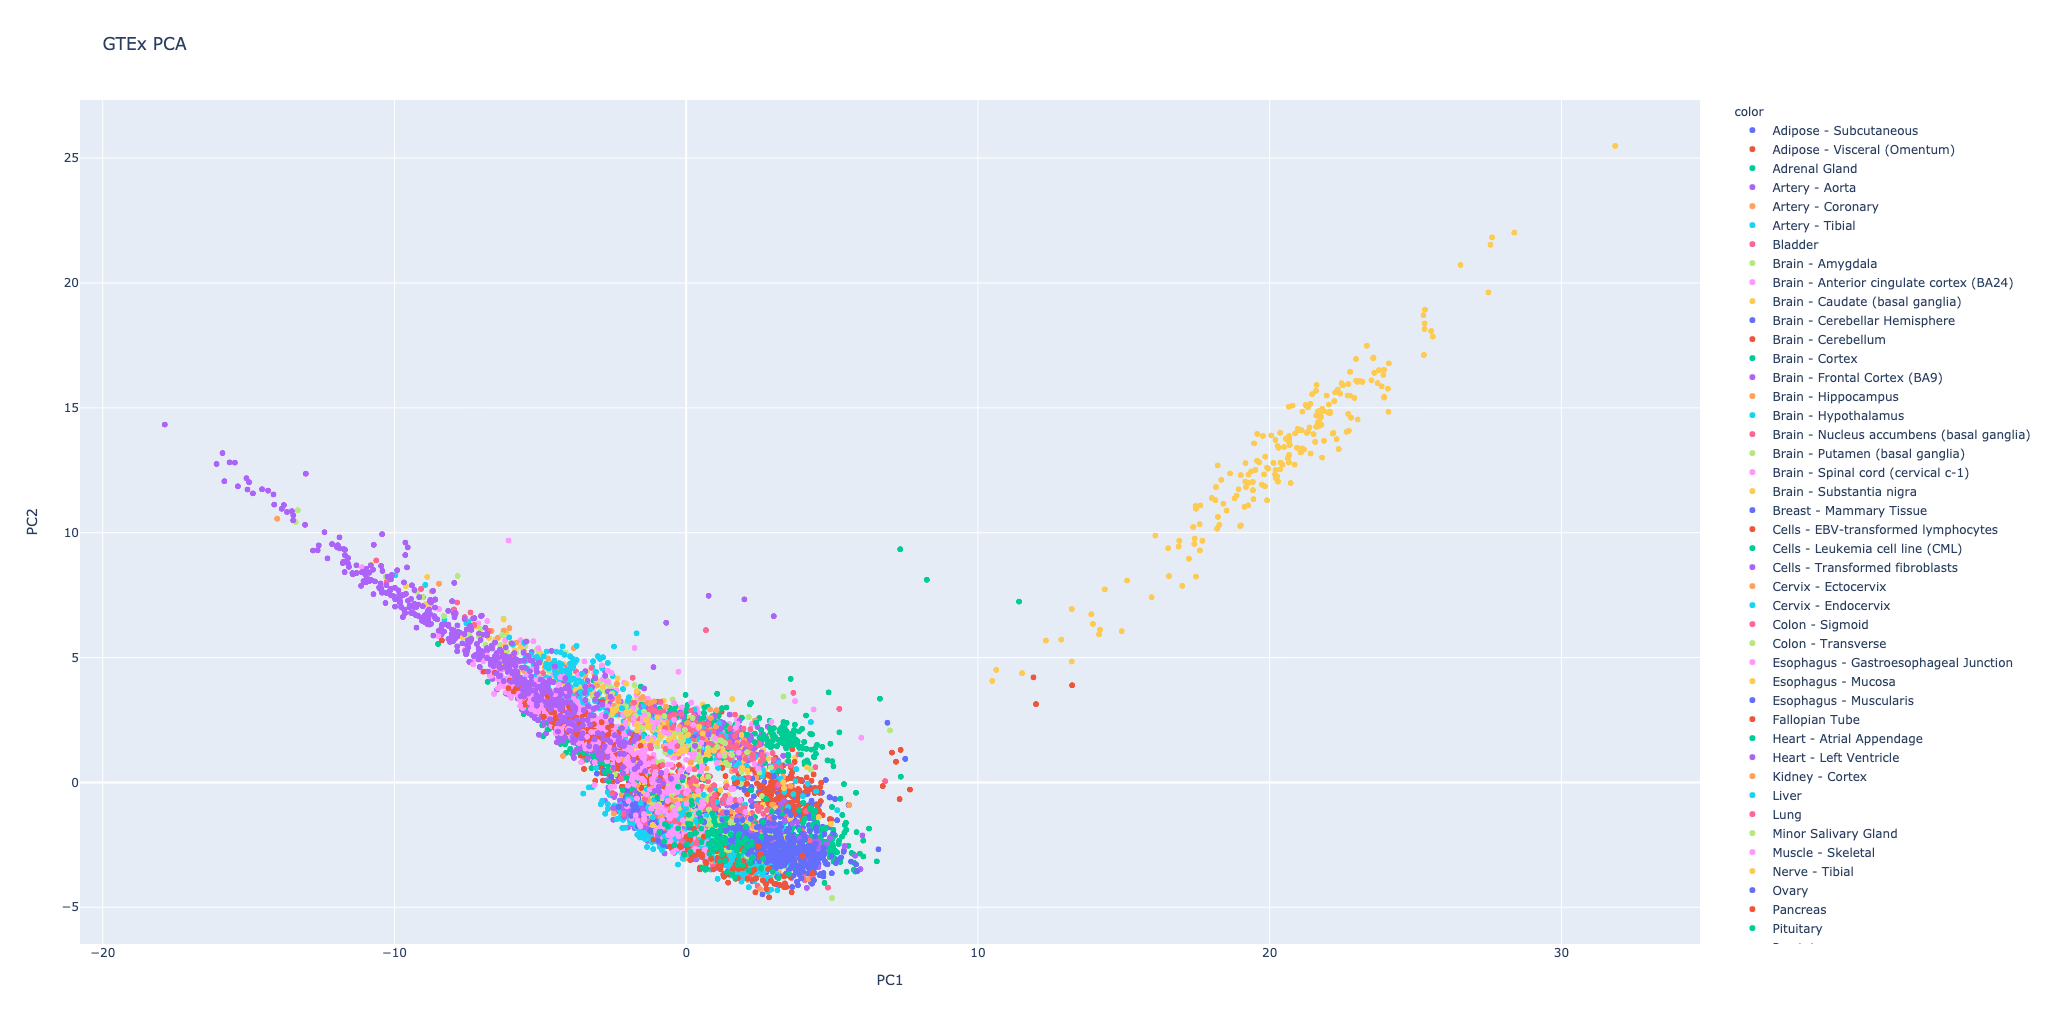 GTEx PCA
color
Adipose - Subcutaneous
Adipose - Visceral (Omentum)
Adrenal Gland
Artery - Aorta
Artery - Coronary
Artery - Tibial
Bladder
Brain - Amygdala
Brain - Anterior cingulate cortex (BA24)
Brain - Caudate (basal ganglia)
Brain - Cerebellar Hemisphere
Brain - Cerebellum
Brain - Cortex
Brain - Frontal Cortex (BA9)
Brain - Hippocampus
Brain - Hypothalamus
Brain - Nucleus accumbens (basal ganglia)
Brain - Putamen (basal ganglia)
Brain - Spinal cord (cervical c-1)
Brain - Substantia nigra
Breast - Mammary Tissue
Cells - EBV-transformed lymphocytes
Cells - Leukemia cell line (CML)
Cells - Transformed fibroblasts
Cervix - Ectocervix
Cervix - Endocervix
Colon - Sigmoid
Colon - Transverse
Esophagus - Gastroesophageal Junction
Esophagus - Mucosa
Esophagus - Muscularis
Fallopian Tube
Heart - Atrial Appendage
Heart - Left Ventricle
Kidney - Cortex
Liver
Lung
Minor Salivary Gland
Muscle - Skeletal
Nerve - Tibial
Ovary
Pancreas
Pituitary
25
20
15
10
5
0
−5
PC2
−20 −10 0 10 20 30
PC1